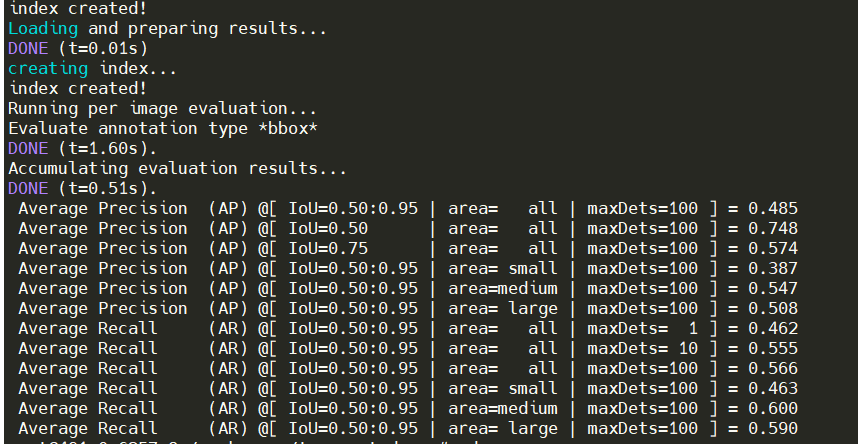 index created!
Loading and preparing results...
DONE (t=0.01s)
creating index...
index created!
Running per image evaluation...
Evaluate annotation type *bbox*
DONE (t=1.60s).
Accumulating evaluation results...
DONE (t=0.51s).
 Average Precision  (AP) @[ IoU=0.50:0.95 | area=   all | maxDets=100 ] = 0.485
 Average Precision  (AP) @[ IoU=0.50      | area=   all | maxDets=100 ] = 0.748
 Average Precision  (AP) @[ IoU=0.75      | area=   all | maxDets=100 ] = 0.574
 Average Precision  (AP) @[ IoU=0.50:0.95 | area= small | maxDets=100 ] = 0.387
 Average Precision  (AP) @[ IoU=0.50:0.95 | area=medium | maxDets=100 ] = 0.547
 Average Precision  (AP) @[ IoU=0.50:0.95 | area= large | maxDets=100 ] = 0.508
 Average Recall     (AR) @[ IoU=0.50:0.95 | area=   all | maxDets=  1 ] = 0.462
 Average Recall     (AR) @[ IoU=0.50:0.95 | area=   all | maxDets= 10 ] = 0.555
 Average Recall     (AR) @[ IoU=0.50:0.95 | area=   all | maxDets=100 ] = 0.566
 Average Recall     (AR) @[ IoU=0.50:0.95 | area= small | maxDets=100 ] = 0.463
 Average Recall     (AR) @[ IoU=0.50:0.95 | area=medium | maxDets=100 ] = 0.600
 Average Recall     (AR) @[ IoU=0.50:0.95 | area= large | maxDets=100 ] = 0.590